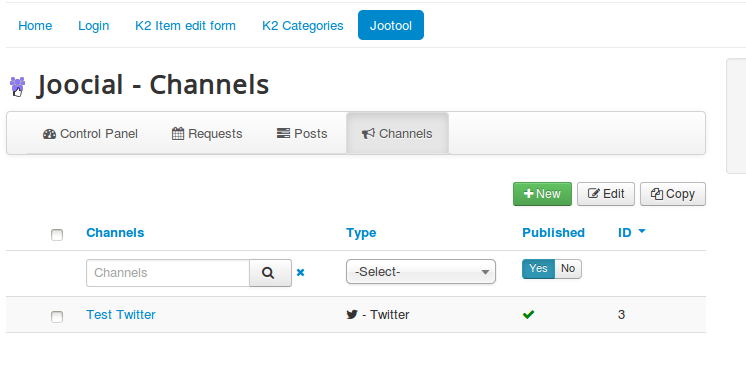 Home Login K2 Item edit form K2 Categories Jootool
Joocial - Channels
Control Panel Requests Posts Channels
New Edit Copy
Channels Type Published ID
Channels -Select- Yes No
Test Twitter - Twitter 3